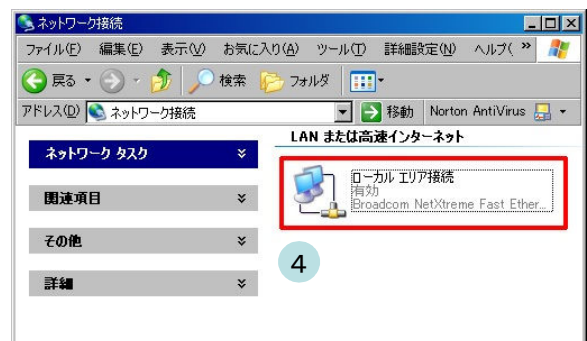 ネットワーク接続
ファイル(F) 編集(E) 表示(V) お気に入り(A) ツール(T) 詳細設定(N) ヘルプ( »
戻る 検索 フォルダ
アドレス(D) ネットワーク接続 移動 Norton AntiVirus
LAN または高速インターネット
ネットワーク タスク
ローカル エリア接続
有効
Broadcom NetXtreme Fast Ether...
関連項目
その他
4
詳細